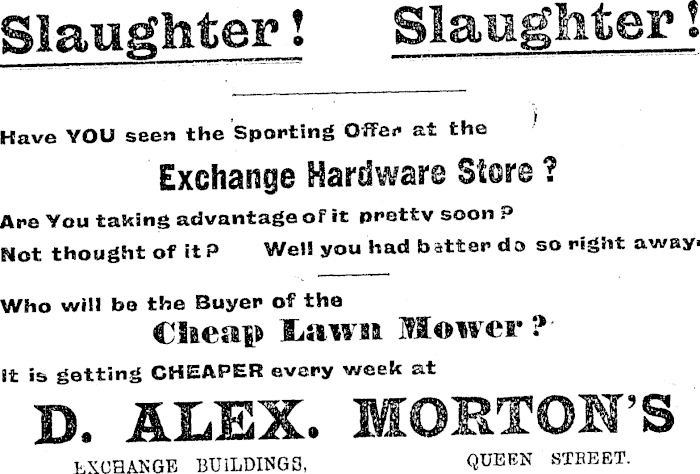 Slaughter! Slaughter!
Have YOU seen the Sporting Offer at the
Exchange Hardware Store?
Are You taking advantage of it pretty soon?
Not thought of it? Well you had batter do so right away.
Who will be the Buyer of the
Cheap Lawn Mower?
It is getting CHEAPER every week at
D. ALEX. MORTON'S
EXCHANGE BUILDINGS, QUEEN STREET.